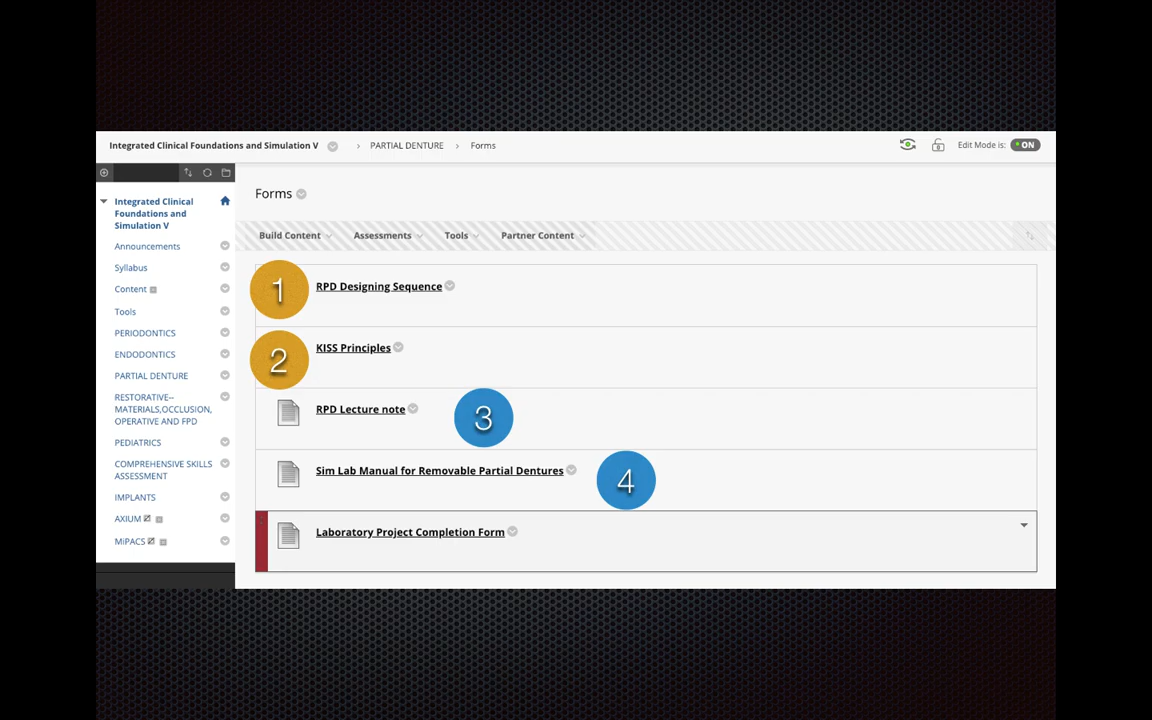 Integrated Clinical Foundations and Simulation V > PARTIAL DENTURE > Forms Edit Mode is: ON
Integrated Clinical
Foundations and
Simulation V
Announcements
Syllabus
Content
Tools
PERIODONTICS
ENDODONTICS
PARTIAL DENTURE
RESTORATIVE--
MATERIALS,OCCLUSION,
OPERATIVE AND FPD
PEDIATRICS
COMPREHENSIVE SKILLS
ASSESSMENT
IMPLANTS
AXIUM
MiPACS
Forms
Build Content Assessments Tools Partner Content
1 RPD Designing Sequence
2 KISS Principles
RPD Lecture note 3
Sim Lab Manual for Removable Partial Dentures 4
Laboratory Project Completion Form